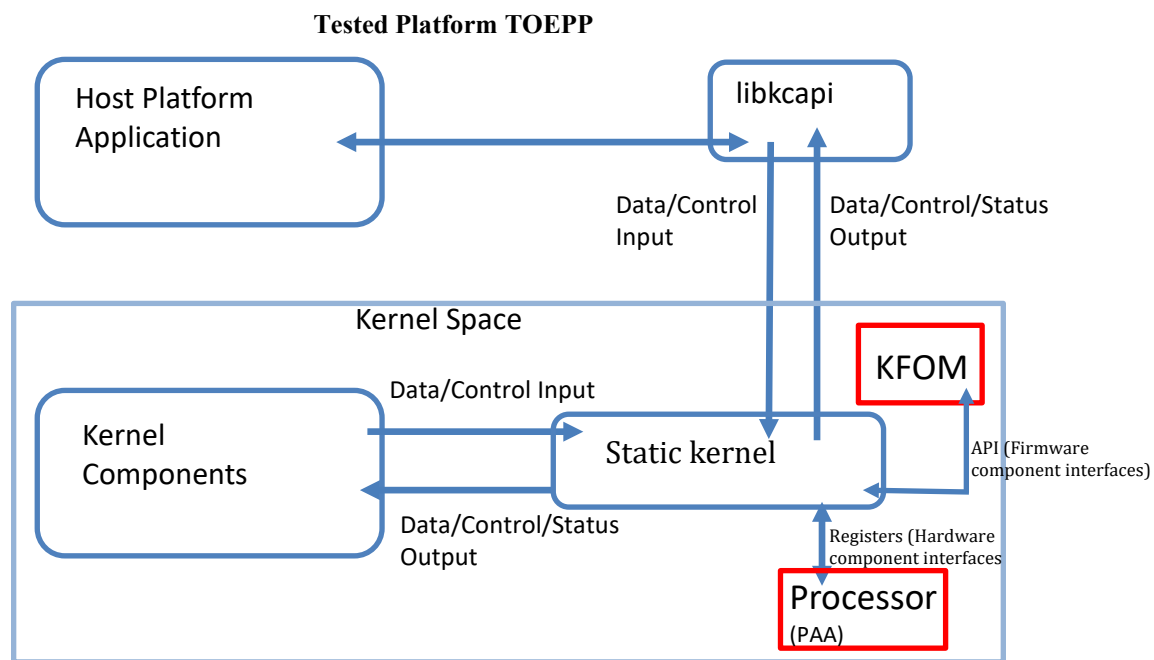 Tested Platform TOEPP
Host Platform
Application
libkcapi
Data/Control
Input
Data/Control/Status
Output
Kernel Space
KFOM
Data/Control Input
Kernel
Components
Static kernel
API (Firmware
component interfaces)
Data/Control/Status
Output
Registers (Hardware
component interfaces
Processor
(PAA)